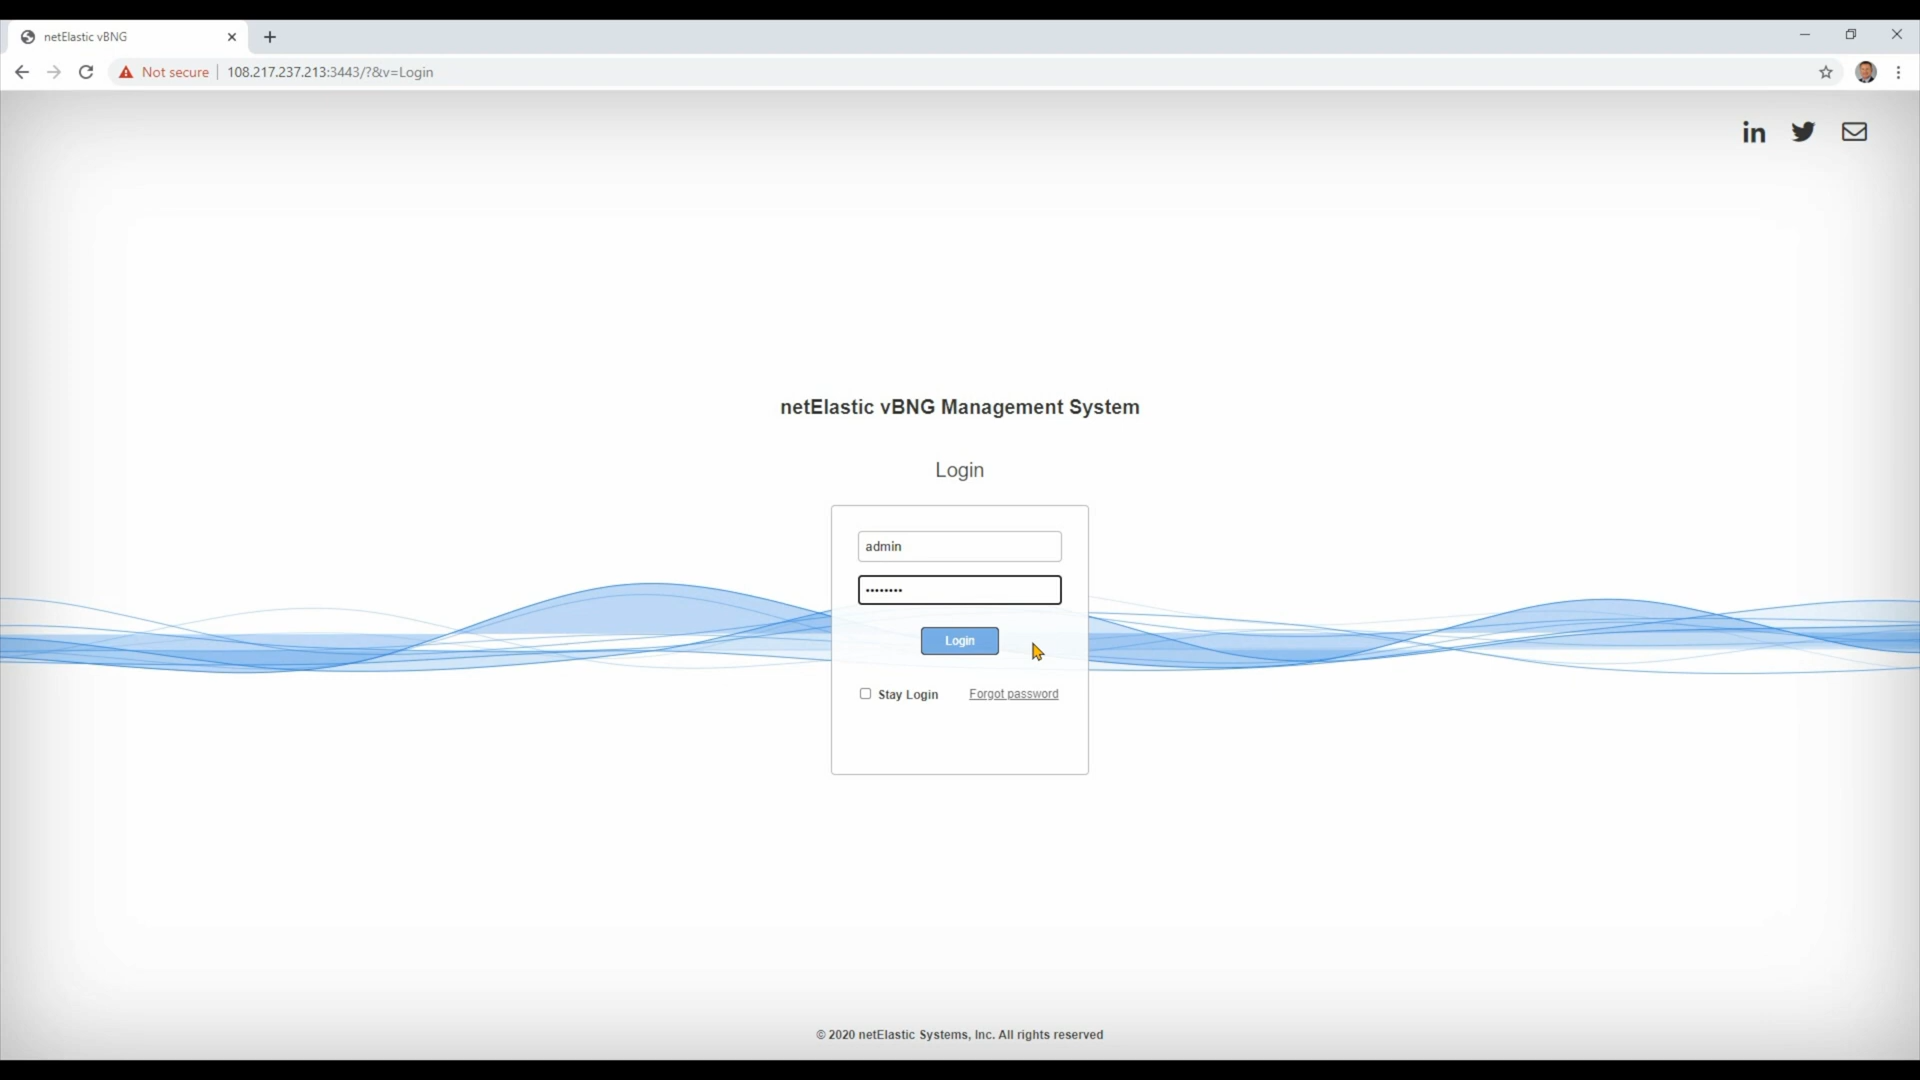 netElastic vBNG
Not secure
108.217.237.213:3443/?&v=Login
in
netElastic vBNG Management System
Login
admin
••••••••
Login
Stay Login
Forgot password
© 2020 netElastic Systems, Inc. All rights reserved